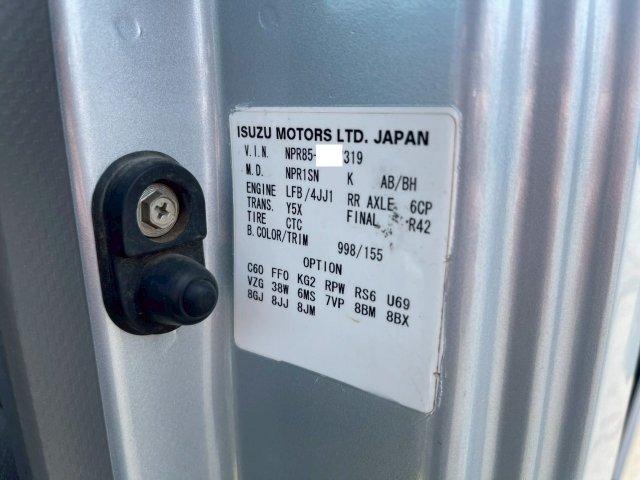 ISUZU MOTORS LTD. JAPAN
V.I.N. NPR85- 319
M.D. NPR1SN K AB/BH
ENGINE LFB/4JJ1 RR AXLE 6CP
TRANS. Y5X FINAL R42
TIRE CTC
B.COLOR/TRIM 998/155
OPTION
C60 FF0 KG2 RPW RS6 U69
VZG 38W 6MS 7VP 8BM 8BX
8GJ 8JJ 8JM